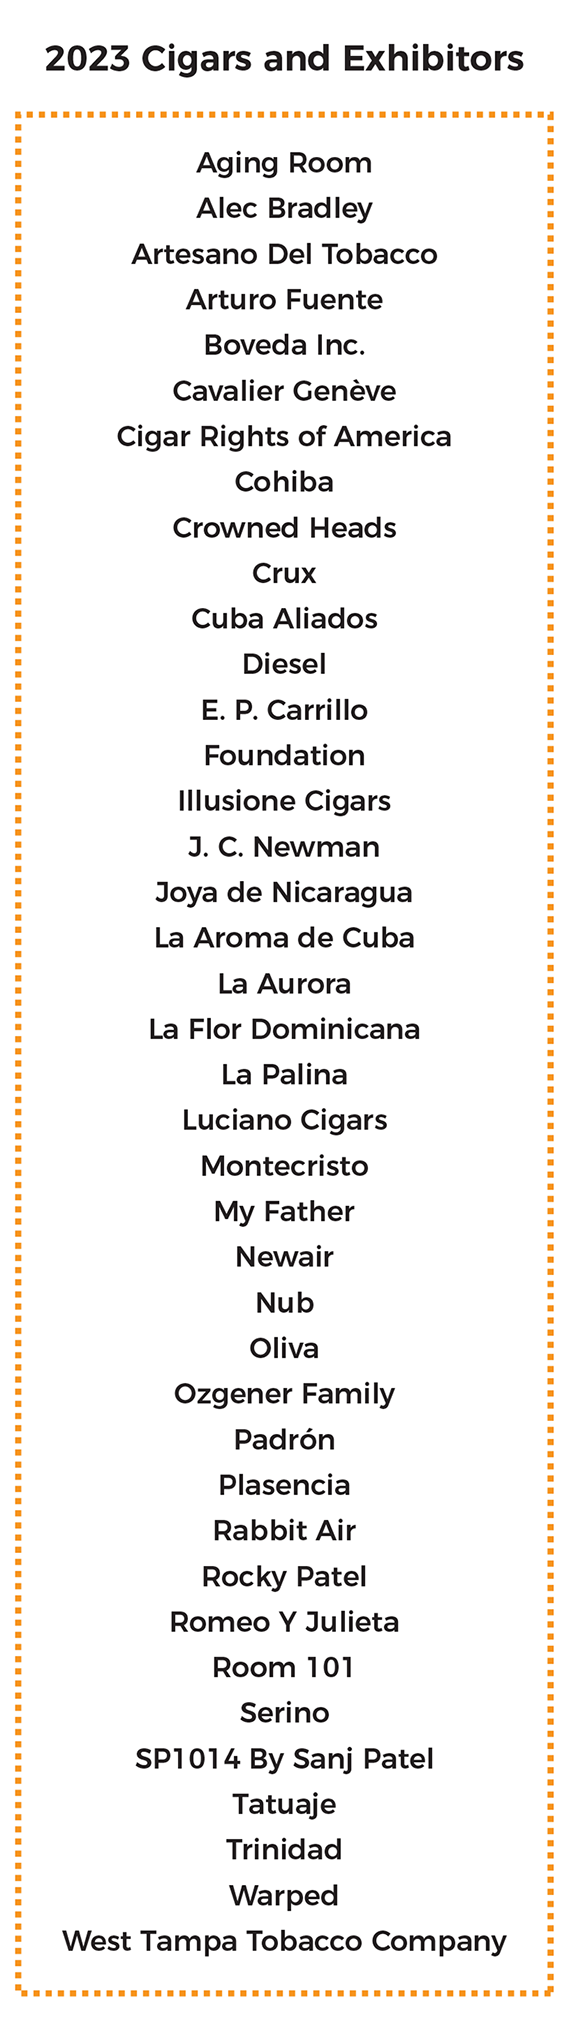 2023 Cigars and Exhibitors
Aging Room
Alec Bradley
Artesano Del Tobacco
Arturo Fuente
Boveda Inc.
Cavalier Genève
Cigar Rights of America
Cohiba
Crowned Heads
Crux
Cuba Aliados
Diesel
E. P. Carrillo
Foundation
Illusione Cigars
J. C. Newman
Joya de Nicaragua
La Aroma de Cuba
La Aurora
La Flor Dominicana
La Palina
Luciano Cigars
Montecristo
My Father
Newair
Nub
Oliva
Ozgener Family
Padrón
Plasencia
Rabbit Air
Rocky Patel
Romeo Y Julieta
Room 101
Serino
SP1014 By Sanj Patel
Tatuaje
Trinidad
Warped
West Tampa Tobacco Company